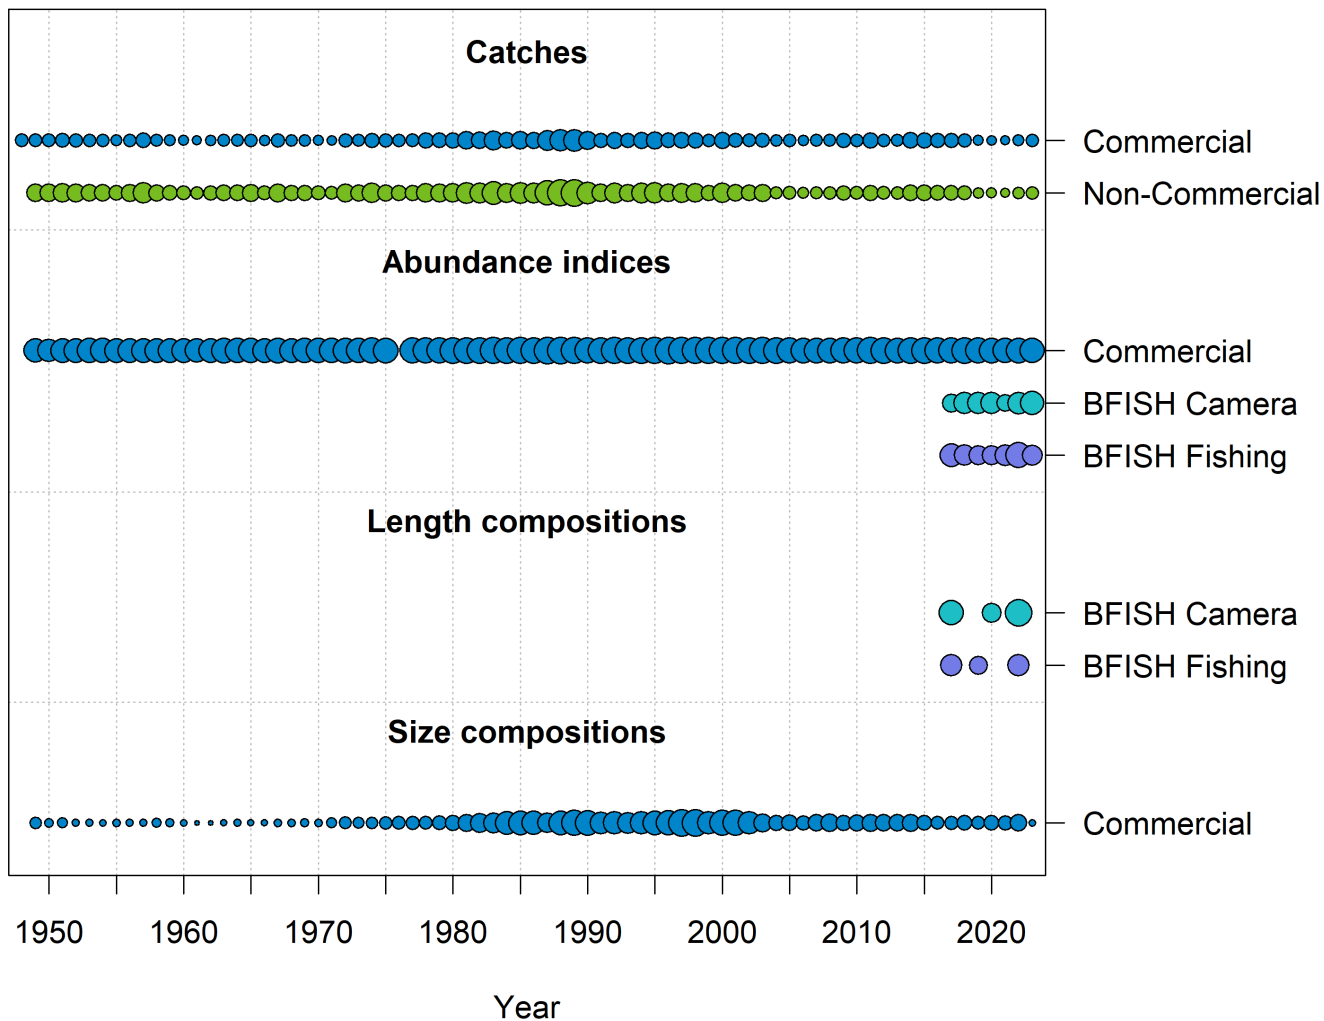 Catches
Commercial
Non-Commercial
Abundance indices
Commercial
BFISH Camera
BFISH Fishing
Length compositions
BFISH Camera
BFISH Fishing
Size compositions
Commercial
1950 1960 1970 1980 1990 2000 2010 2020
Year